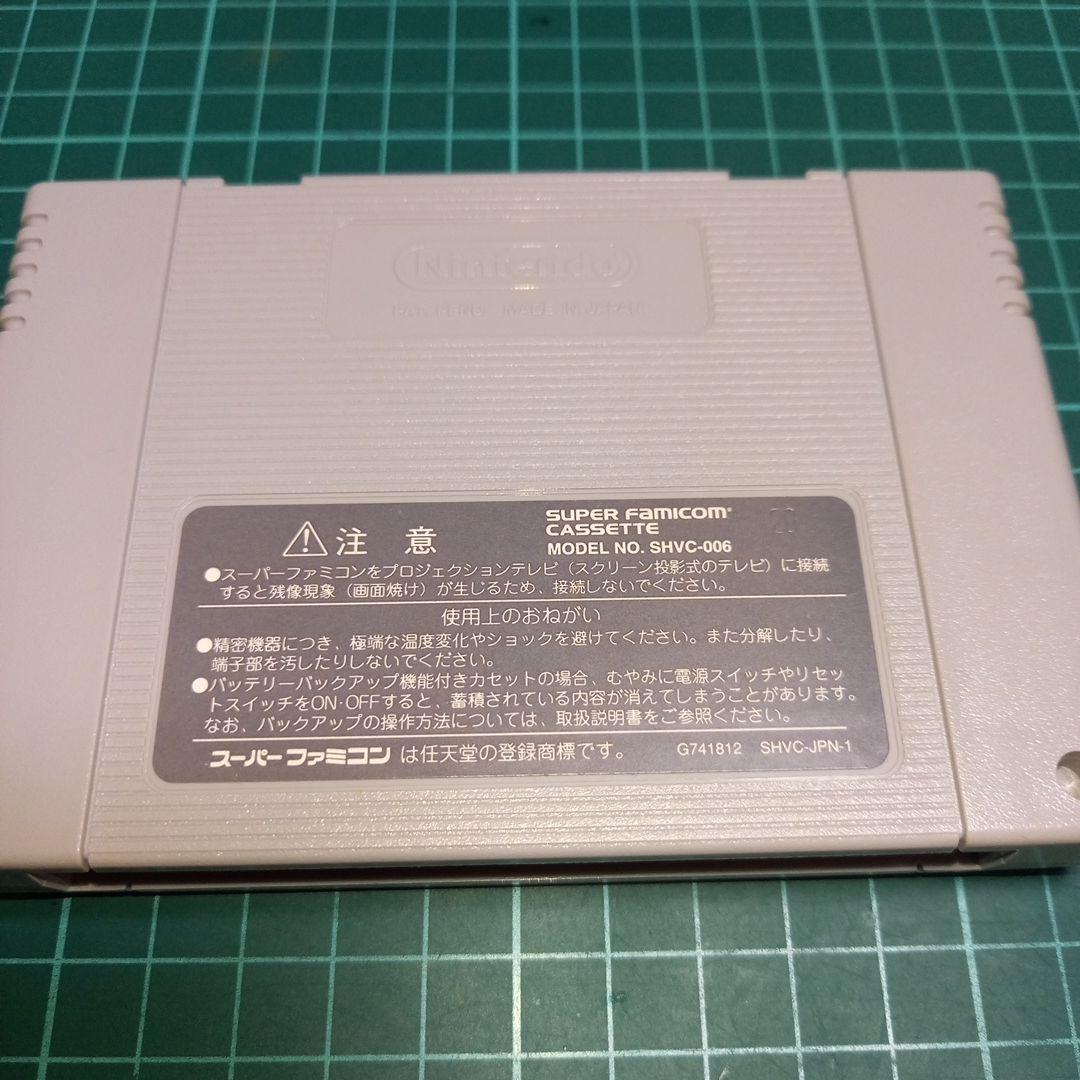 Nintendo
PAT. PEND. MADE IN JAPAN
SUPER FAMICOM
CASSETTE
注 意
MODEL NO. SHVC-006
●スーパーファミコンをプロジェクションテレビ（スクリーン投影式のテレビ）に接続
すると残像現象（画面焼け）が生じるため、接続しないでください。
使用上のおねがい
●精密機器につき、極端な温度変化やショックを避けてください。また分解したり、
端子部を汚したりしないでください。
●バッテリーバックアップ機能付きカセットの場合、むやみに電源スイッチやリセッ
トスイッチをON・OFFすると、蓄積されている内容が消えてしまうことがあります。
なお、バックアップの操作方法については、取扱説明書をご参照ください。
スーパーファミコン は任天堂の登録商標です。 G741812 SHVC-JPN-1